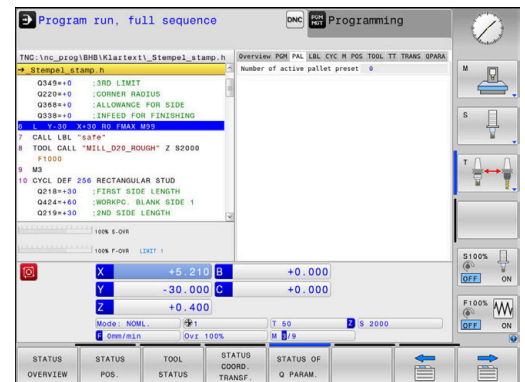 Program run, full sequence
DNC
PGM MGT
Programming
TNC:\nc_prog\BHB\Klartext\_Stempel_stamp.h
→_Stempel_stamp.h
Q349=+0 ;3RD LIMIT
Q220=+0 ;CORNER RADIUS
Q368=+0 ;ALLOWANCE FOR SIDE
Q338=+0 ;INFEED FOR FINISHING
6 L Y-30 X+30 R0 FMAX M99
7 CALL LBL "safe"
8 TOOL CALL "MILL_D20_ROUGH" Z S2000
F1000
9 M3
10 CYCL DEF 256 RECTANGULAR STUD
Q218=+30 ;FIRST SIDE LENGTH
Q424=+60 ;WORKPC. BLANK SIDE 1
Q219=+30 ;2ND SIDE LENGTH
Overview PGM PAL LBL CYC M POS TOOL TT TRANS QPARA
Number of active pallet preset 0
100% S-OVR
100% F-OVR LIMIT 1
X +5.210 B +0.000
Y -30.000 C +0.000
Z +0.400
Mode: NOML. 1 T 50 Z S 2000
F 0mm/min Ovr 100% M 5/9
M
S
T
S100%
OFF ON
F100%
OFF ON
STATUS OVERVIEW
STATUS POS.
TOOL STATUS
STATUS COORD. TRANSF.
STATUS OF Q PARAM.